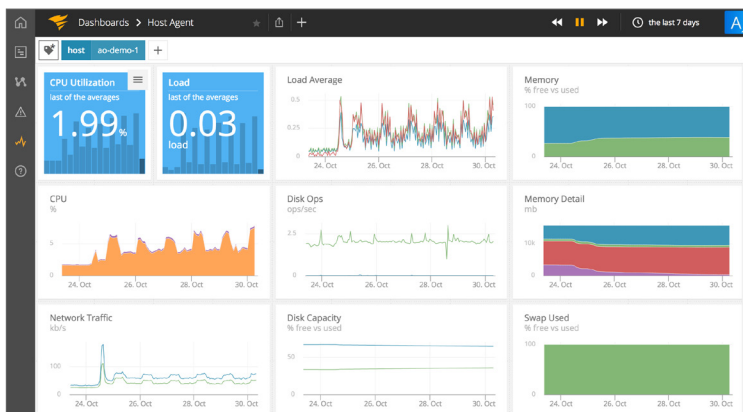 Dashboards > Host Agent
the last 7 days
A
host ao-demo-1
CPU Utilization
last of the averages
1.99%
Load
last of the averages
0.03
load
Load Average
0.5
0.25
0
24. Oct 26. Oct 28. Oct 30. Oct
Memory
% free vs used
100
0
24. Oct 26. Oct 28. Oct 30. Oct
CPU
%
5
0
24. Oct 26. Oct 28. Oct 30. Oct
Disk Ops
ops/sec
2.5
0
24. Oct 26. Oct 28. Oct 30. Oct
Memory Detail
mb
10k
0
24. Oct 26. Oct 28. Oct 30. Oct
Network Traffic
kb/s
100
0
24. Oct 26. Oct 28. Oct 30. Oct
Disk Capacity
% free vs used
50
0
24. Oct 26. Oct 28. Oct 30. Oct
Swap Used
% free vs used
100
0
24. Oct 26. Oct 28. Oct 30. Oct